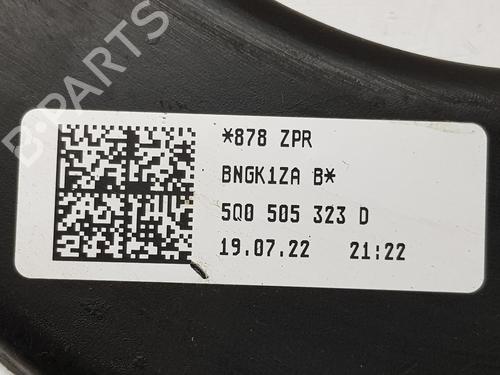 B-PARTS
*878 ZPR
BNGK1ZA B*
5Q0 505 323 D
19.07.22 21:22